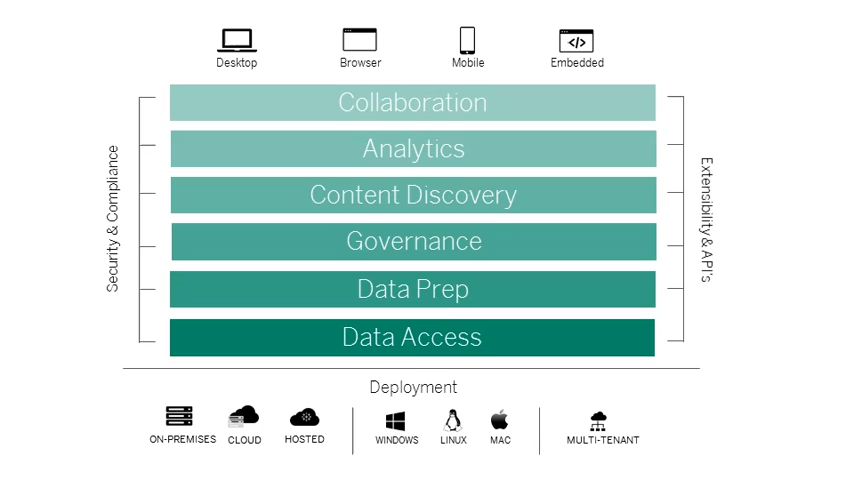 Desktop
Browser
Mobile
Embedded
Collaboration
Analytics
Content Discovery
Governance
Data Prep
Data Access
Security & Compliance
Extensibility & API's
Deployment
ON-PREMISES
CLOUD
HOSTED
WINDOWS
LINUX
MAC
MULTI-TENANT